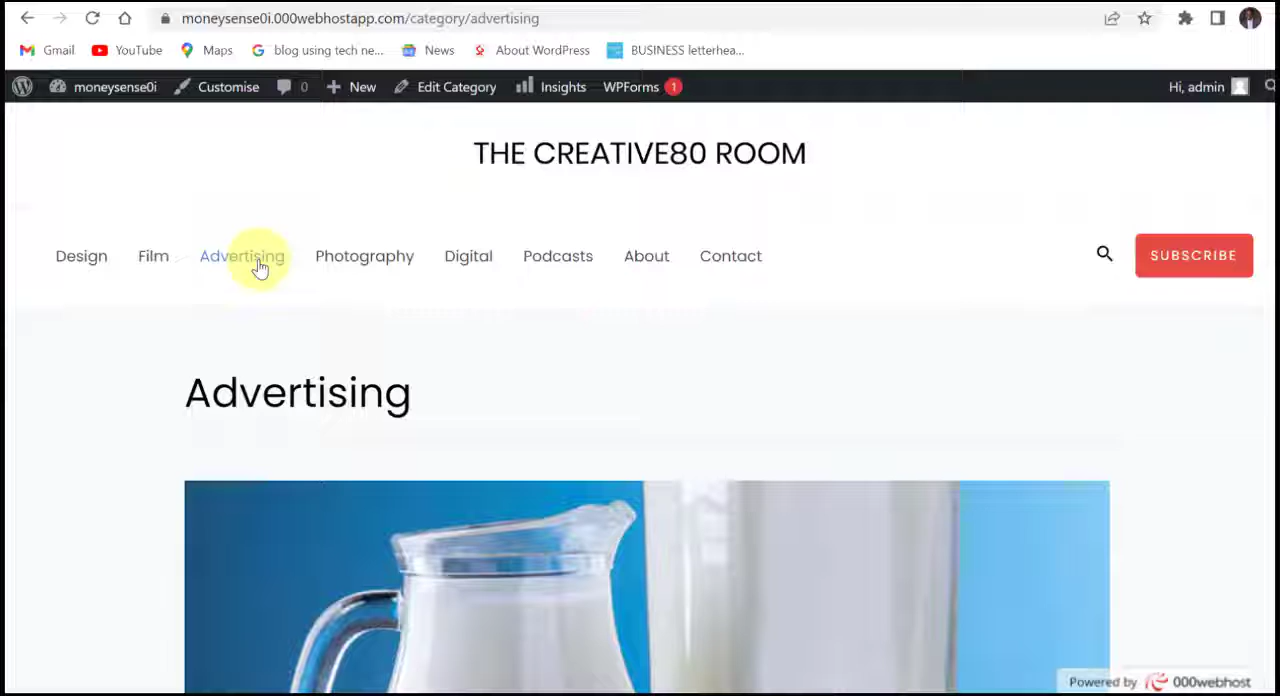 moneysense0i.000webhostapp.com/category/advertising
Gmail YouTube Maps blog using tech ne... News About WordPress BUSINESS letterhea...
moneysense0i Customise 0 New Edit Category Insights WPForms 1 Hi, admin
THE CREATIVE80 ROOM
Design Film Advertising Photography Digital Podcasts About Contact SUBSCRIBE
Advertising
Powered by 000webhost